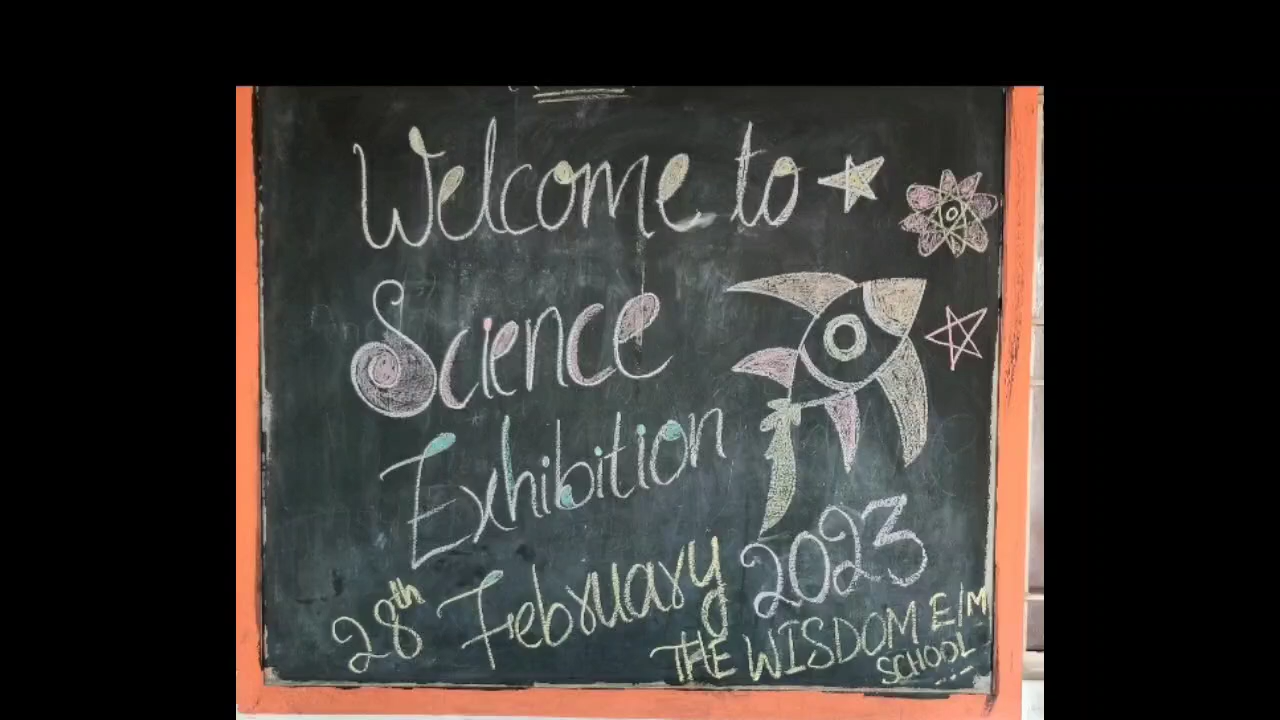 Welcome to
Science
Exhibition
28th February 2023
THE WISDOM E/M
SCHOOL